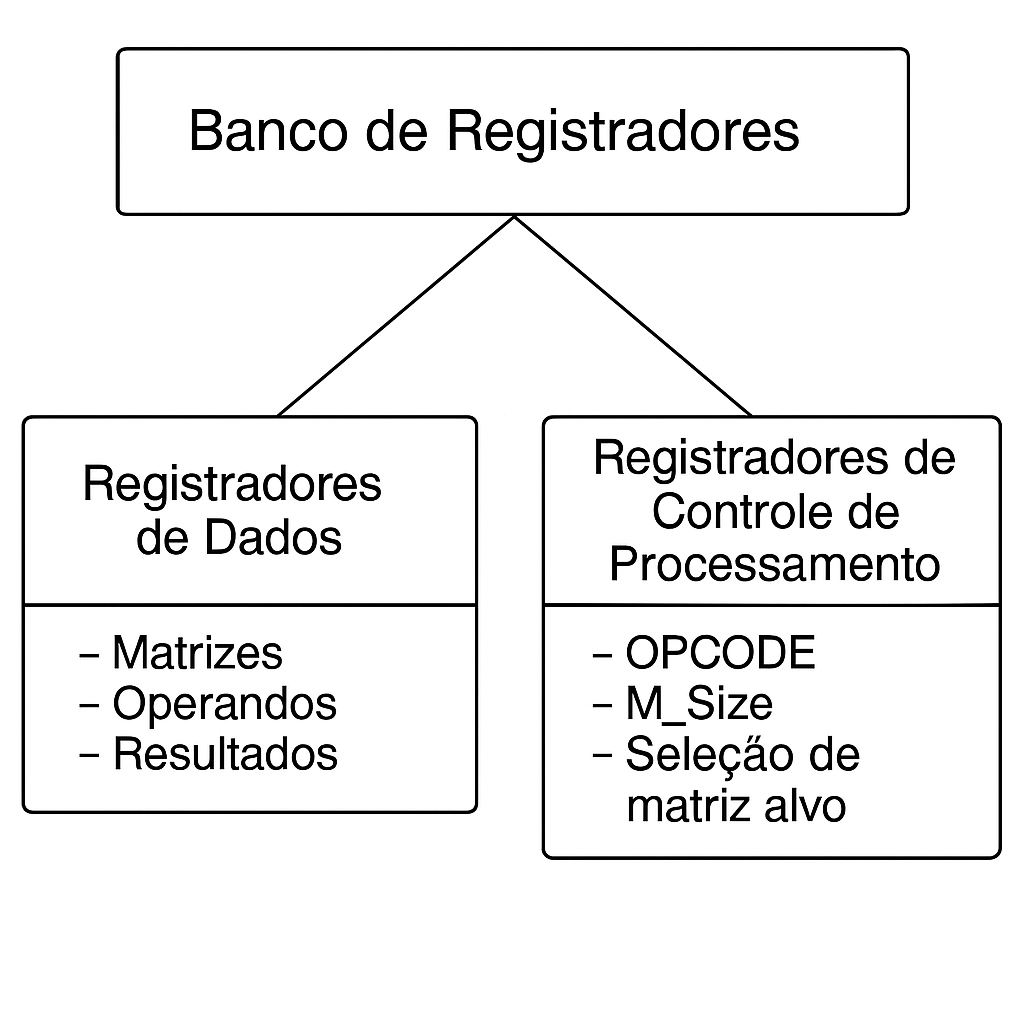 Banco de Registradores
Registradores
de Dados
– Matrizes
– Operandos
– Resultados
Registradores de
Controle de
Processamento
– OPCODE
– M_Size
– Seleção de
matriz alvo